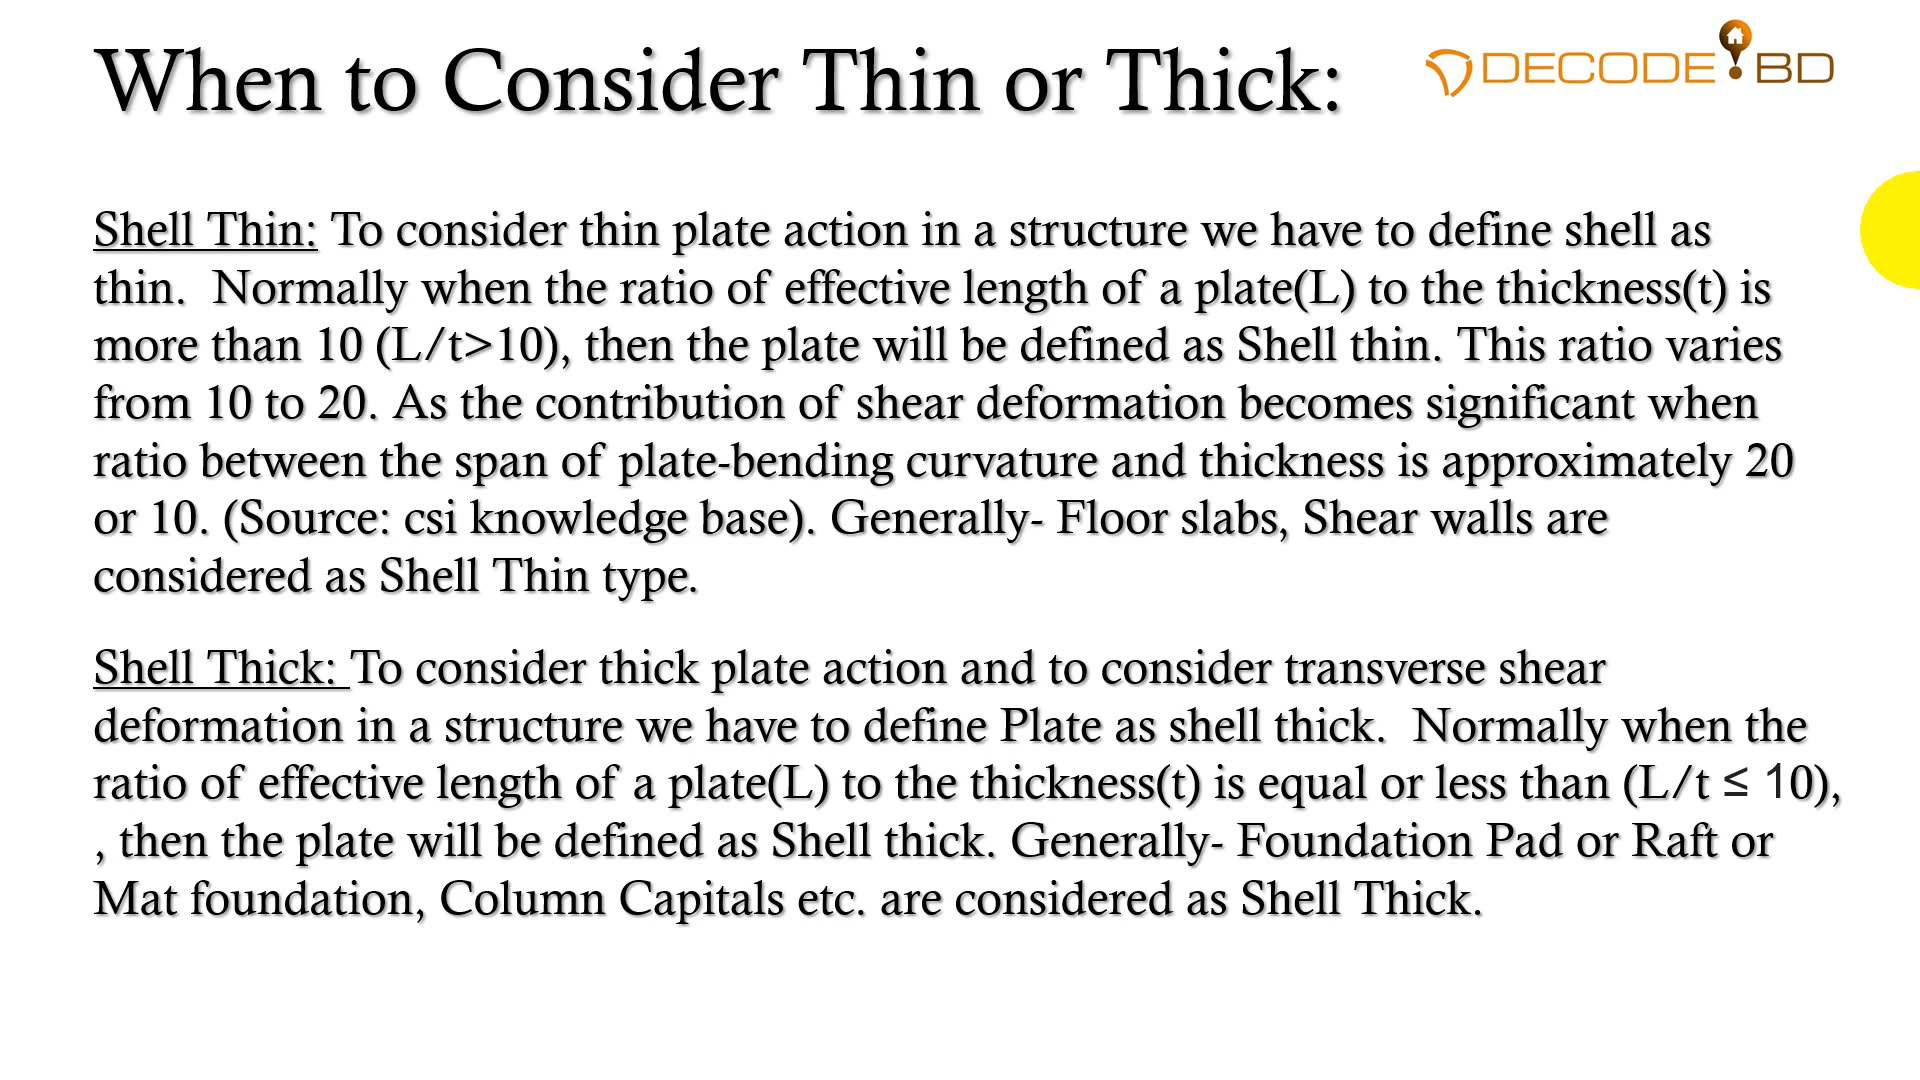 When to Consider Thin or Thick:
DECODE BD
Shell Thin: To consider thin plate action in a structure we have to define shell as
thin.  Normally when the ratio of effective length of a plate(L) to the thickness(t) is
more than 10 (L/t>10), then the plate will be defined as Shell thin. This ratio varies
from 10 to 20. As the contribution of shear deformation becomes significant when
ratio between the span of plate-bending curvature and thickness is approximately 20
or 10. (Source: csi knowledge base). Generally- Floor slabs, Shear walls are
considered as Shell Thin type.
Shell Thick: To consider thick plate action and to consider transverse shear
deformation in a structure we have to define Plate as shell thick.  Normally when the
ratio of effective length of a plate(L) to the thickness(t) is equal or less than (L/t ≤ 10),
, then the plate will be defined as Shell thick. Generally- Foundation Pad or Raft or
Mat foundation, Column Capitals etc. are considered as Shell Thick.